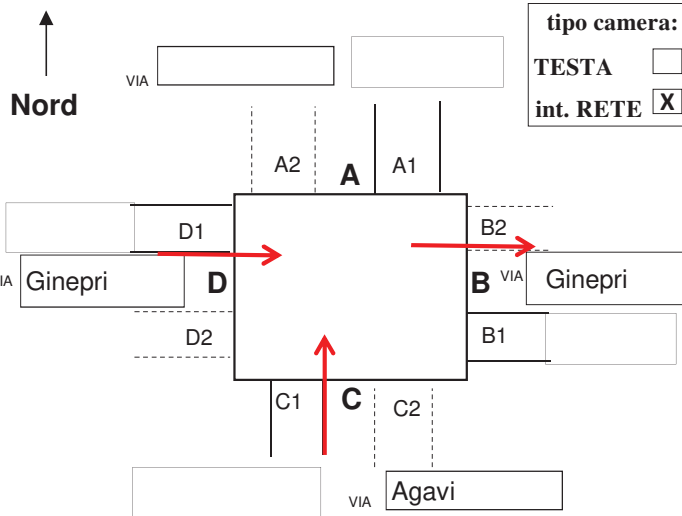 tipo camera:
TESTA
int. RETE X
Nord
VIA
A2
A
A1
D1
B2
VIA Ginepri
D
B
VIA Ginepri
D2
B1
C1
C
C2
VIA Agavi